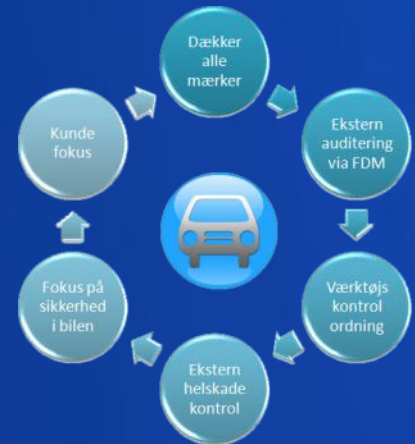 Dækker
alle
mærker
Ekstern
auditering
via FDM
Værktøjs
kontrol
ordning
Ekstern
helskade
kontrol
Fokus på
sikkerhed
i bilen
Kunde
fokus